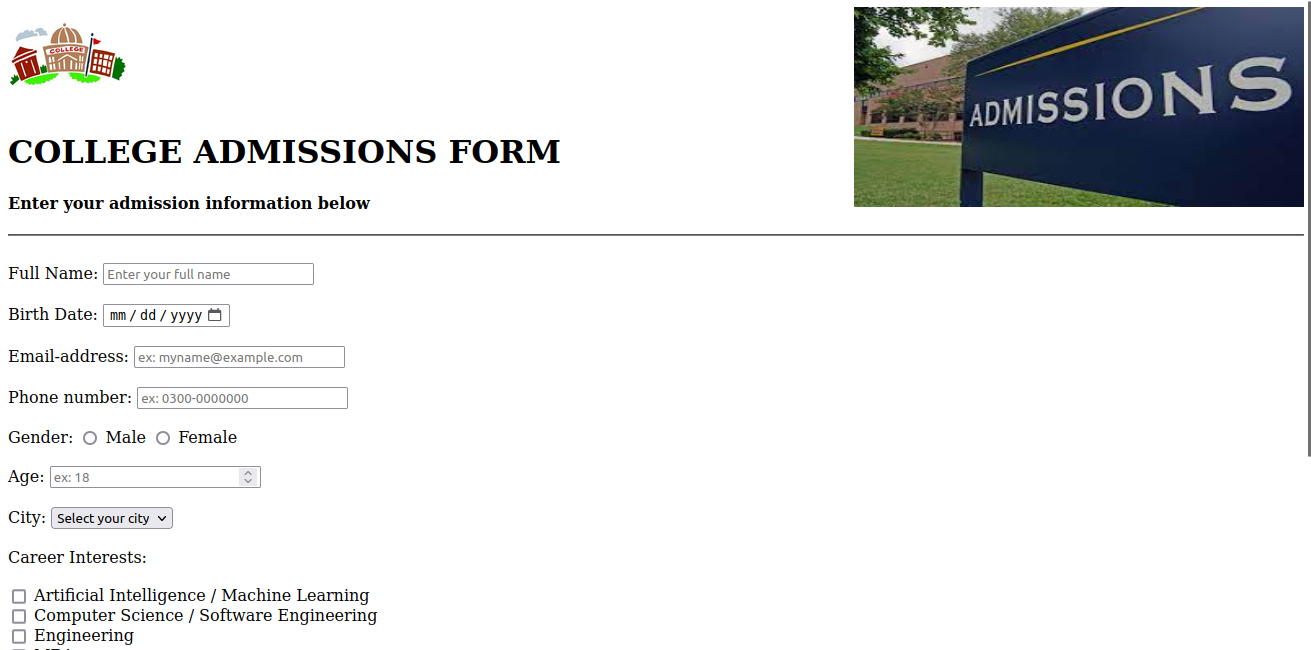 COLLEGE
ADMISSIONS
COLLEGE ADMISSIONS FORM
Enter your admission information below
Full Name: Enter your full name
Birth Date: mm / dd / yyyy
Email-address: ex: myname@example.com
Phone number: ex: 0300-0000000
Gender: Male Female
Age: ex: 18
City: Select your city
Career Interests:
Artificial Intelligence / Machine Learning
Computer Science / Software Engineering
Engineering